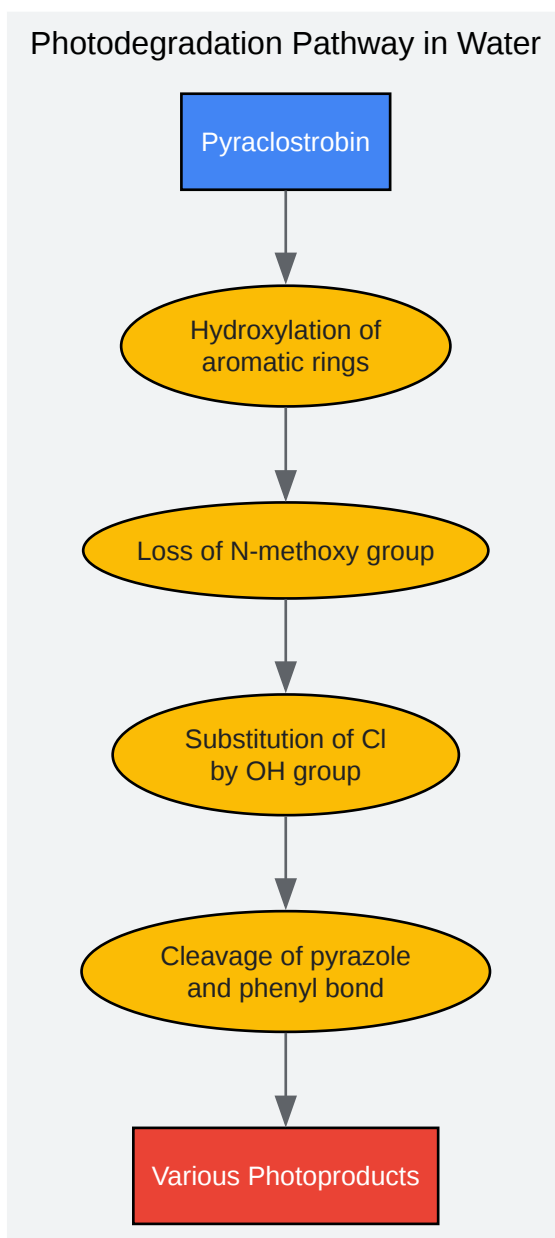 Photodegradation Pathway in Water
Pyraclostrobin
Hydroxylation of
aromatic rings
Loss of N-methoxy group
Substitution of Cl
by OH group
Cleavage of pyrazole
and phenyl bond
Various Photoproducts